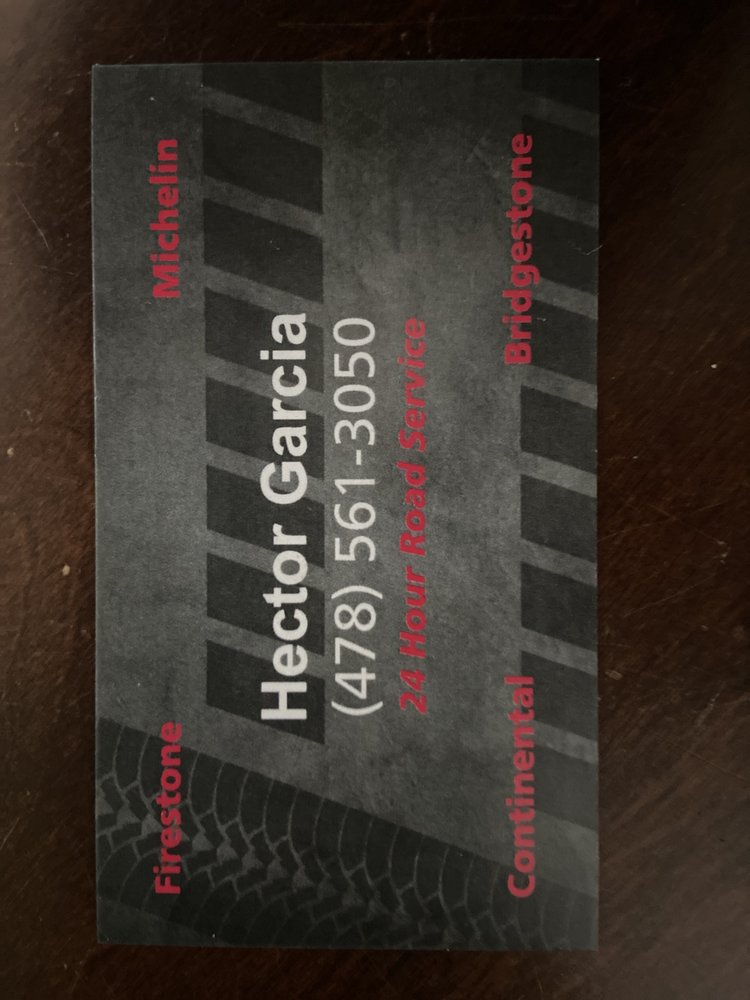 Firestone
Michelin
Hector Garcia
(478) 561-3050
24 Hour Road Service
Continental
Bridgestone